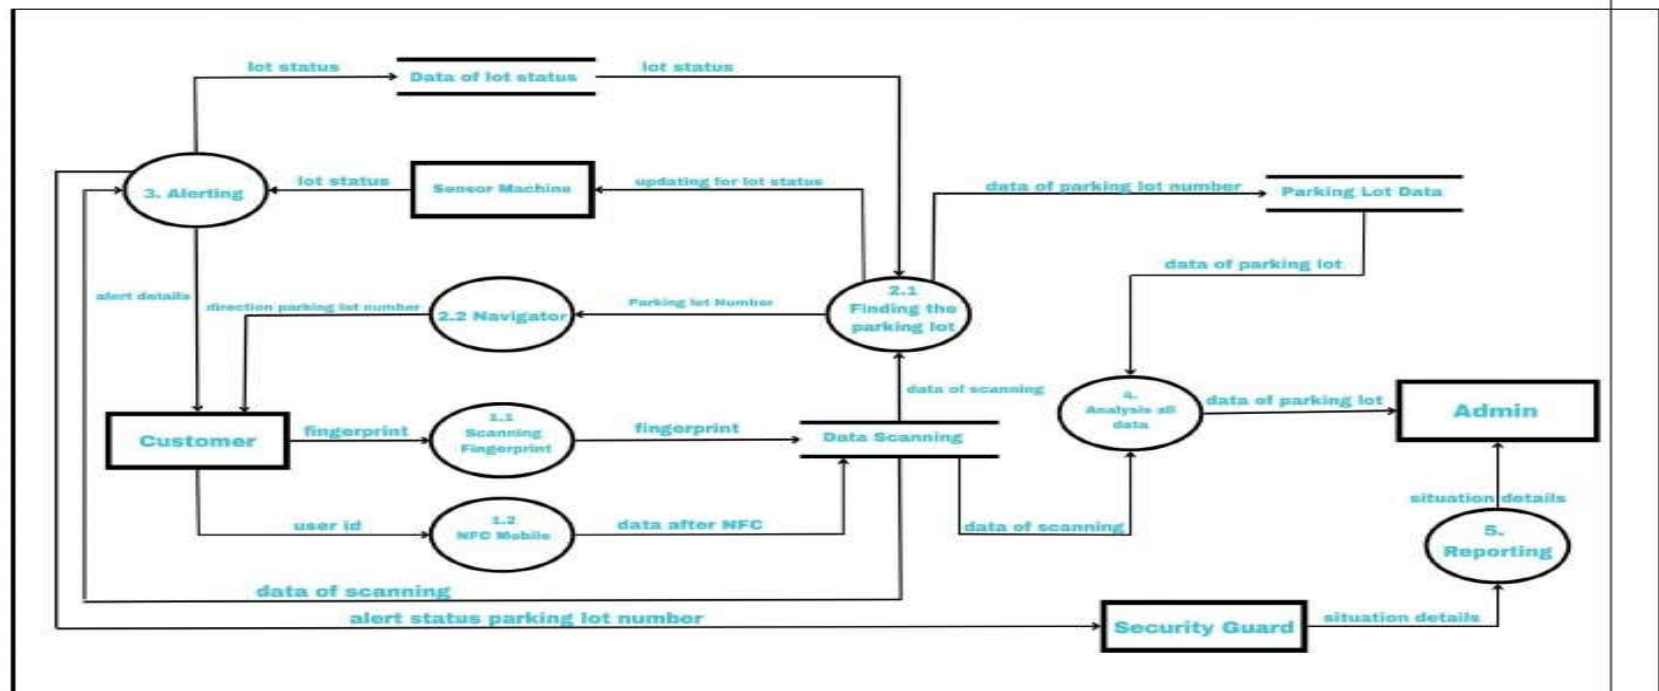 lot status
Data of lot status
lot status
3. Alerting
lot status
Sensor Machine
updating for lot status
data of parking lot number
Parking Lot Data
data of parking lot
alert details
direction parking lot number
2.2 Navigator
Parking lot Number
2.1
Finding the
parking lot
data of scanning
4.
Analysis all
data
data of parking lot
Admin
Customer
fingerprint
1.1
Scanning
Fingerprint
fingerprint
Data Scanning
user id
1.2
NFC Mobile
data after NFC
data of scanning
situation details
5.
Reporting
data of scanning
alert status parking lot number
Security Guard
situation details